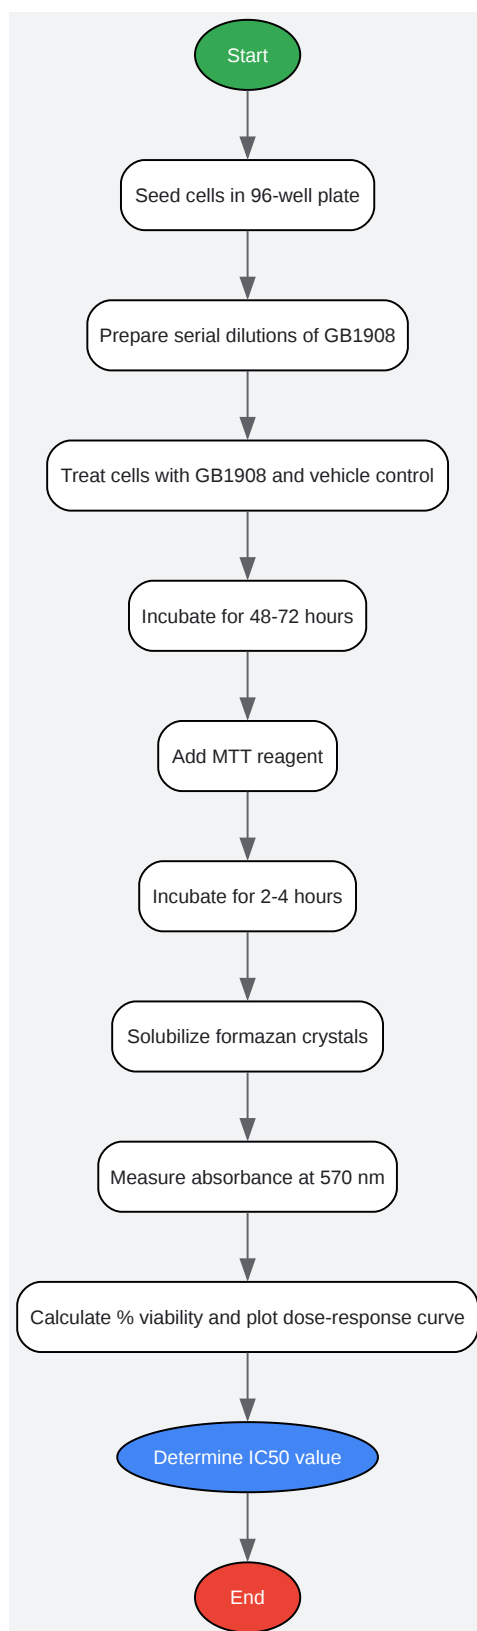 Start
Seed cells in 96-well plate
Prepare serial dilutions of GB1908
Treat cells with GB1908 and vehicle control
Incubate for 48-72 hours
Add MTT reagent
Incubate for 2-4 hours
Solubilize formazan crystals
Measure absorbance at 570 nm
Calculate % viability and plot dose-response curve
Determine IC50 value
End